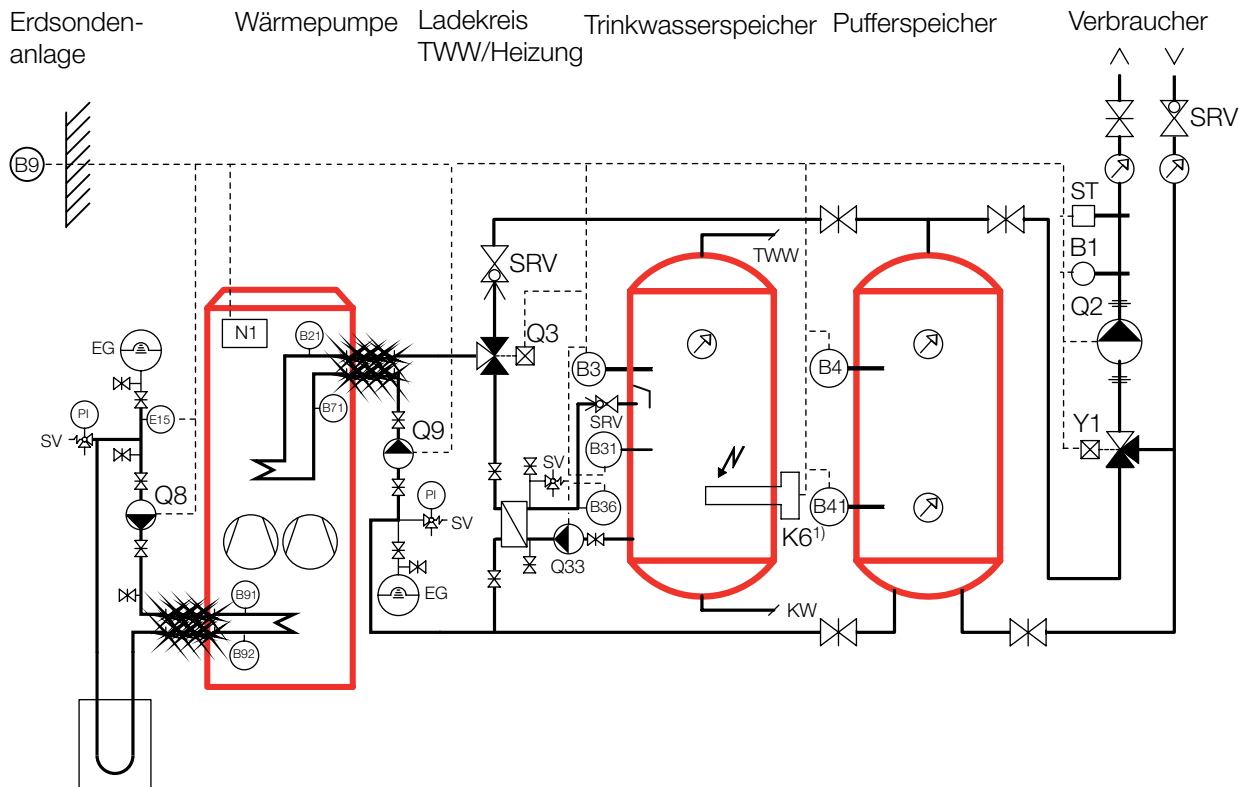 Erdsonden-
anlage
Wärmepumpe
Ladekreis
TWW/Heizung
Trinkwasserspeicher
Pufferspeicher
Verbraucher
B9
SRV
ST
B1
Q2
Y1
SRV
TWW
N1
B21
Q3
EG
B3
B4
B71
SRV
PI
E15
SV
Q9
B31
SV
Q8
PI
SV
B36
B41
K6¹⁾
Q33
EG
B91
KW
B92